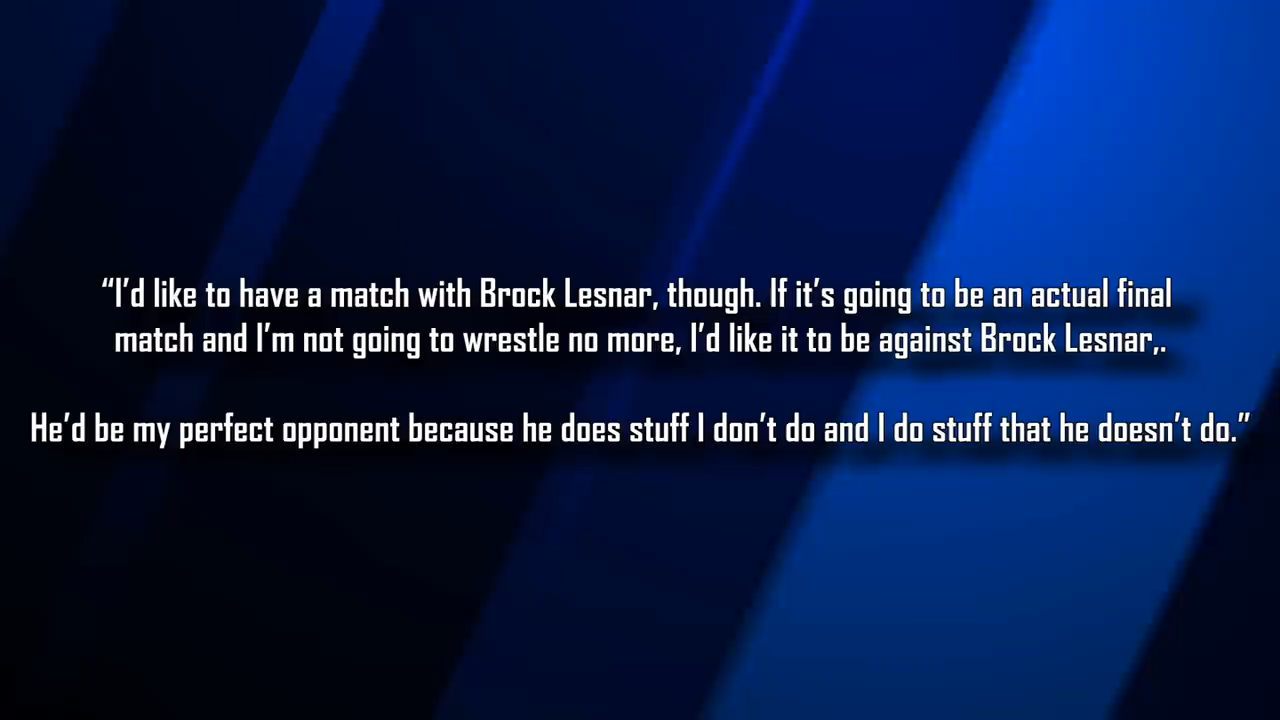 “I’d like to have a match with Brock Lesnar, though. If it’s going to be an actual final
match and I’m not going to wrestle no more, I’d like it to be against Brock Lesnar,.
He’d be my perfect opponent because he does stuff I don’t do and I do stuff that he doesn’t do.”